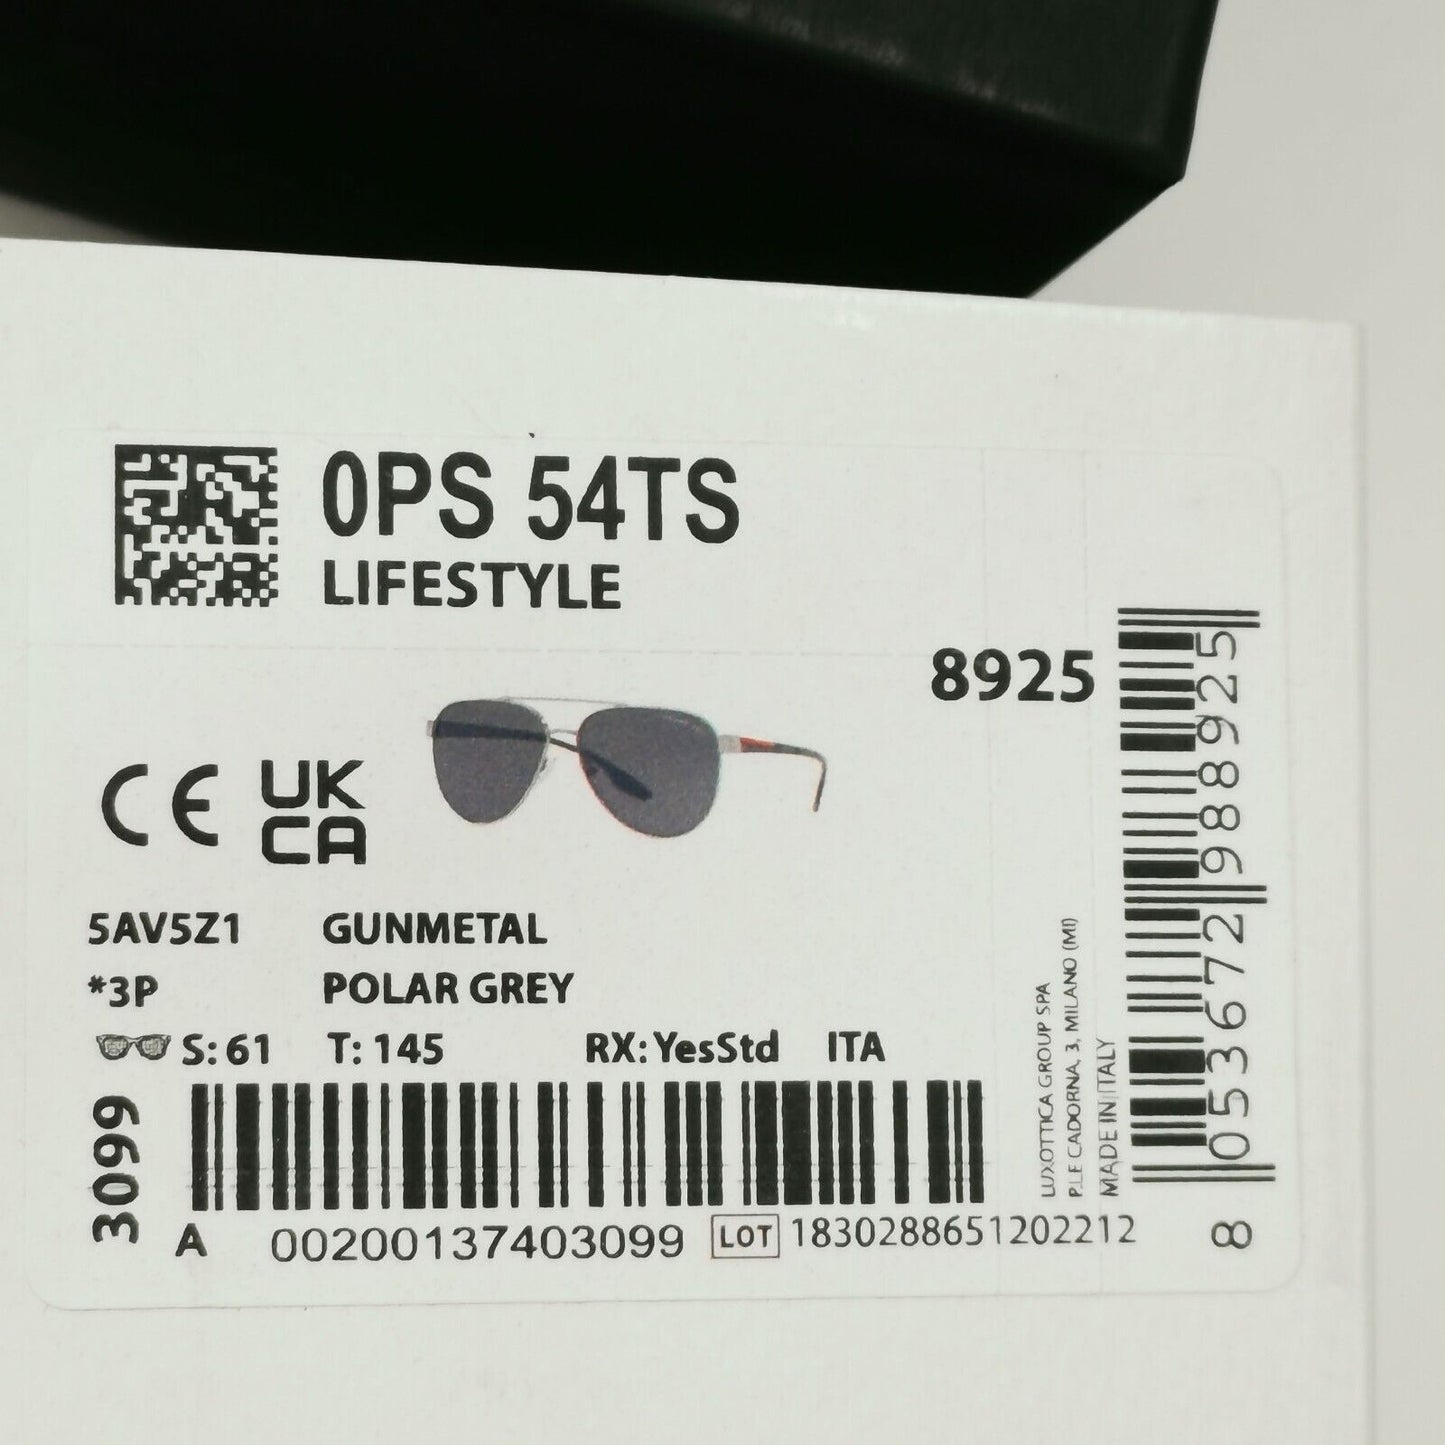 0PS 54TS
LIFESTYLE
8925
CE UK
CA
5AV5Z1 GUNMETAL
*3P POLAR GREY
S: 61 T: 145 RX: YesStd ITA
3099
A 00200137403099 LOT 1830288651202212
LUXOTTICA GROUP SPA
P.LE CADORNA, 3, MILANO (MI)
MADE IN ITALY
8 053672 988925